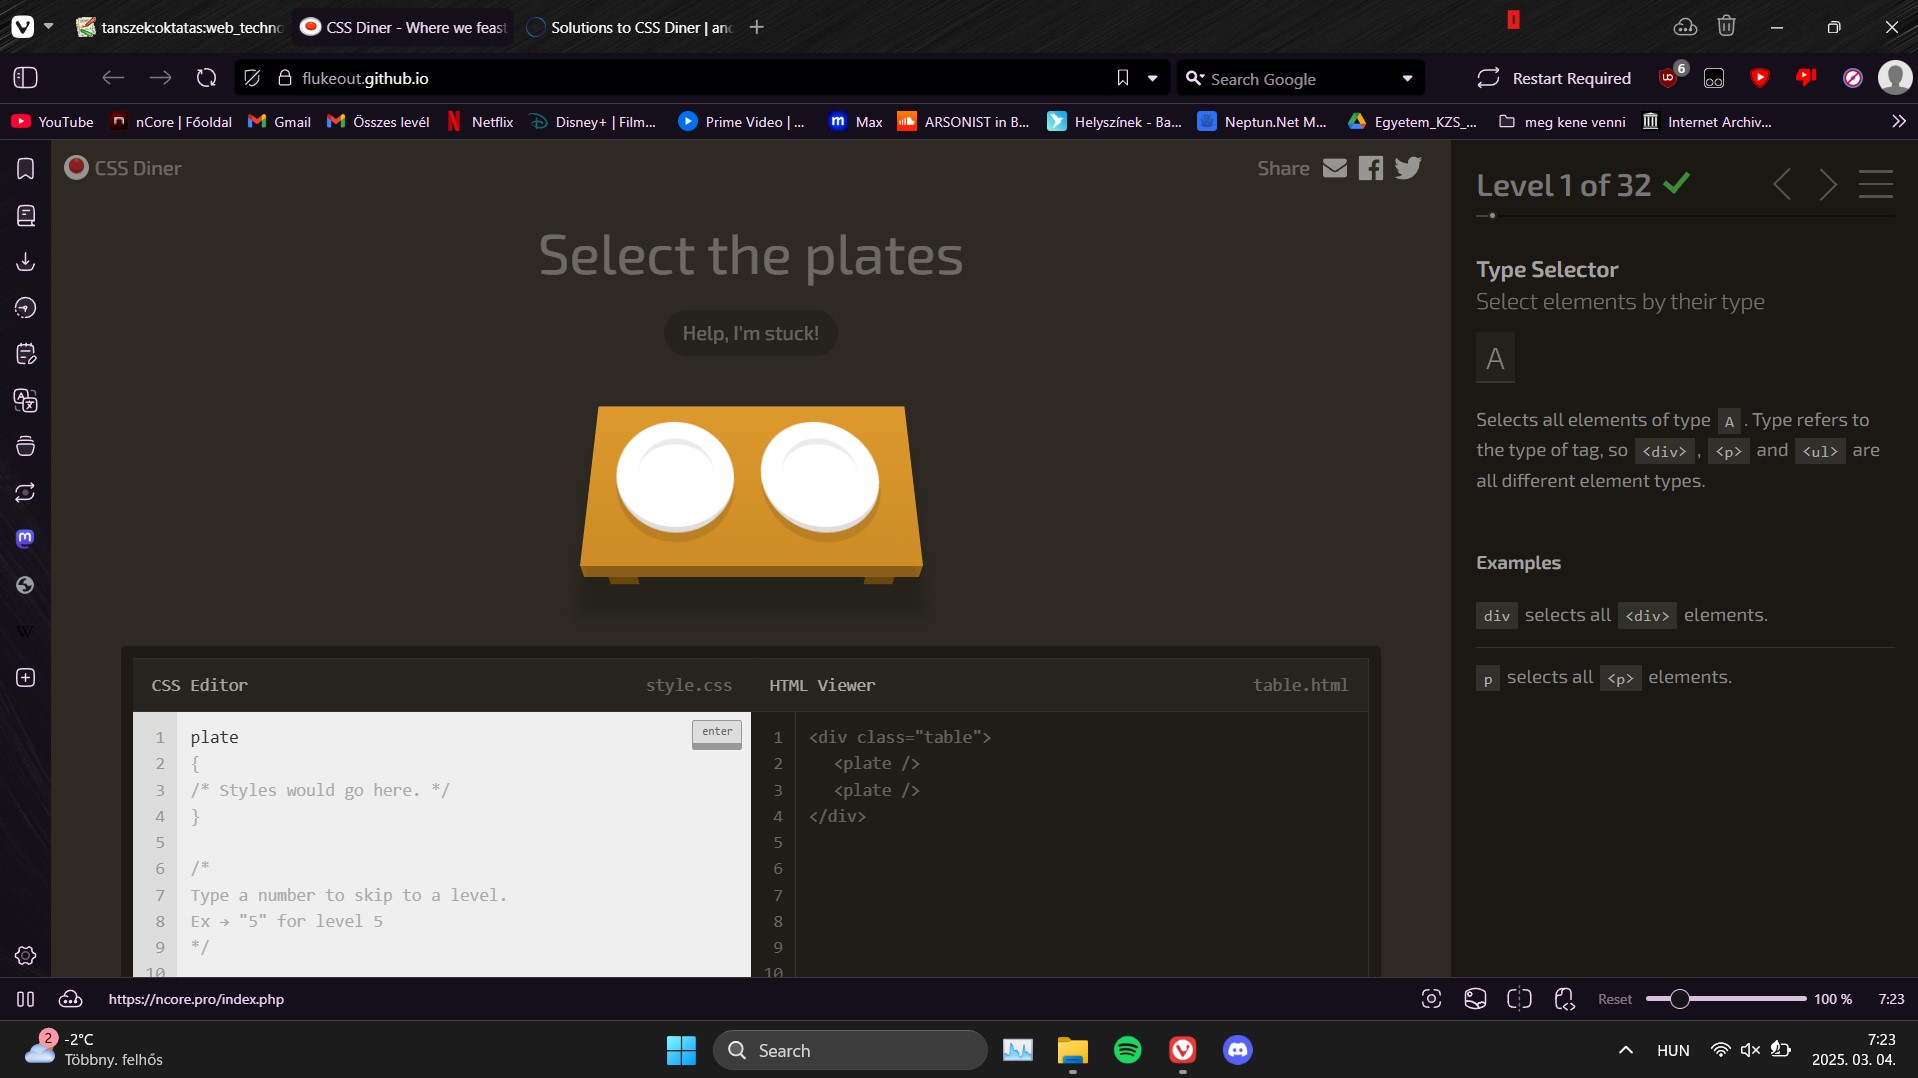 tanszek:oktatas:web_techno
CSS Diner - Where we feast
Solutions to CSS Diner | and
flukeout.github.io
Search Google
Restart Required
6
YouTube
nCore | Főoldal
Gmail
Összes levél
Netflix
Disney+ | Film...
Prime Video | ...
Max
ARSONIST in B...
Helyszínek - Ba...
Neptun.Net M...
Egyetem_KZS_...
meg kene venni
Internet Archiv...
CSS Diner
Share
Select the plates
Help, I'm stuck!
CSS Editor
style.css
HTML Viewer
table.html
1 plate
enter
2 {
3 /* Styles would go here. */
4 }
5
6 /*
7 Type a number to skip to a level.
8 Ex → "5" for level 5
9 */
10
1 <div class="table">
2 <plate />
3 <plate />
4 </div>
5
6
7
8
9
10
Level 1 of 32
Type Selector
Select elements by their type
A
Selects all elements of type A . Type refers to
the type of tag, so <div> , <p> and <ul> are
all different element types.
Examples
div selects all <div> elements.
p selects all <p> elements.
https://ncore.pro/index.php
Reset
100 %
7:23
2
-2°C
Többny. felhős
Search
HUN
7:23
2025. 03. 04.